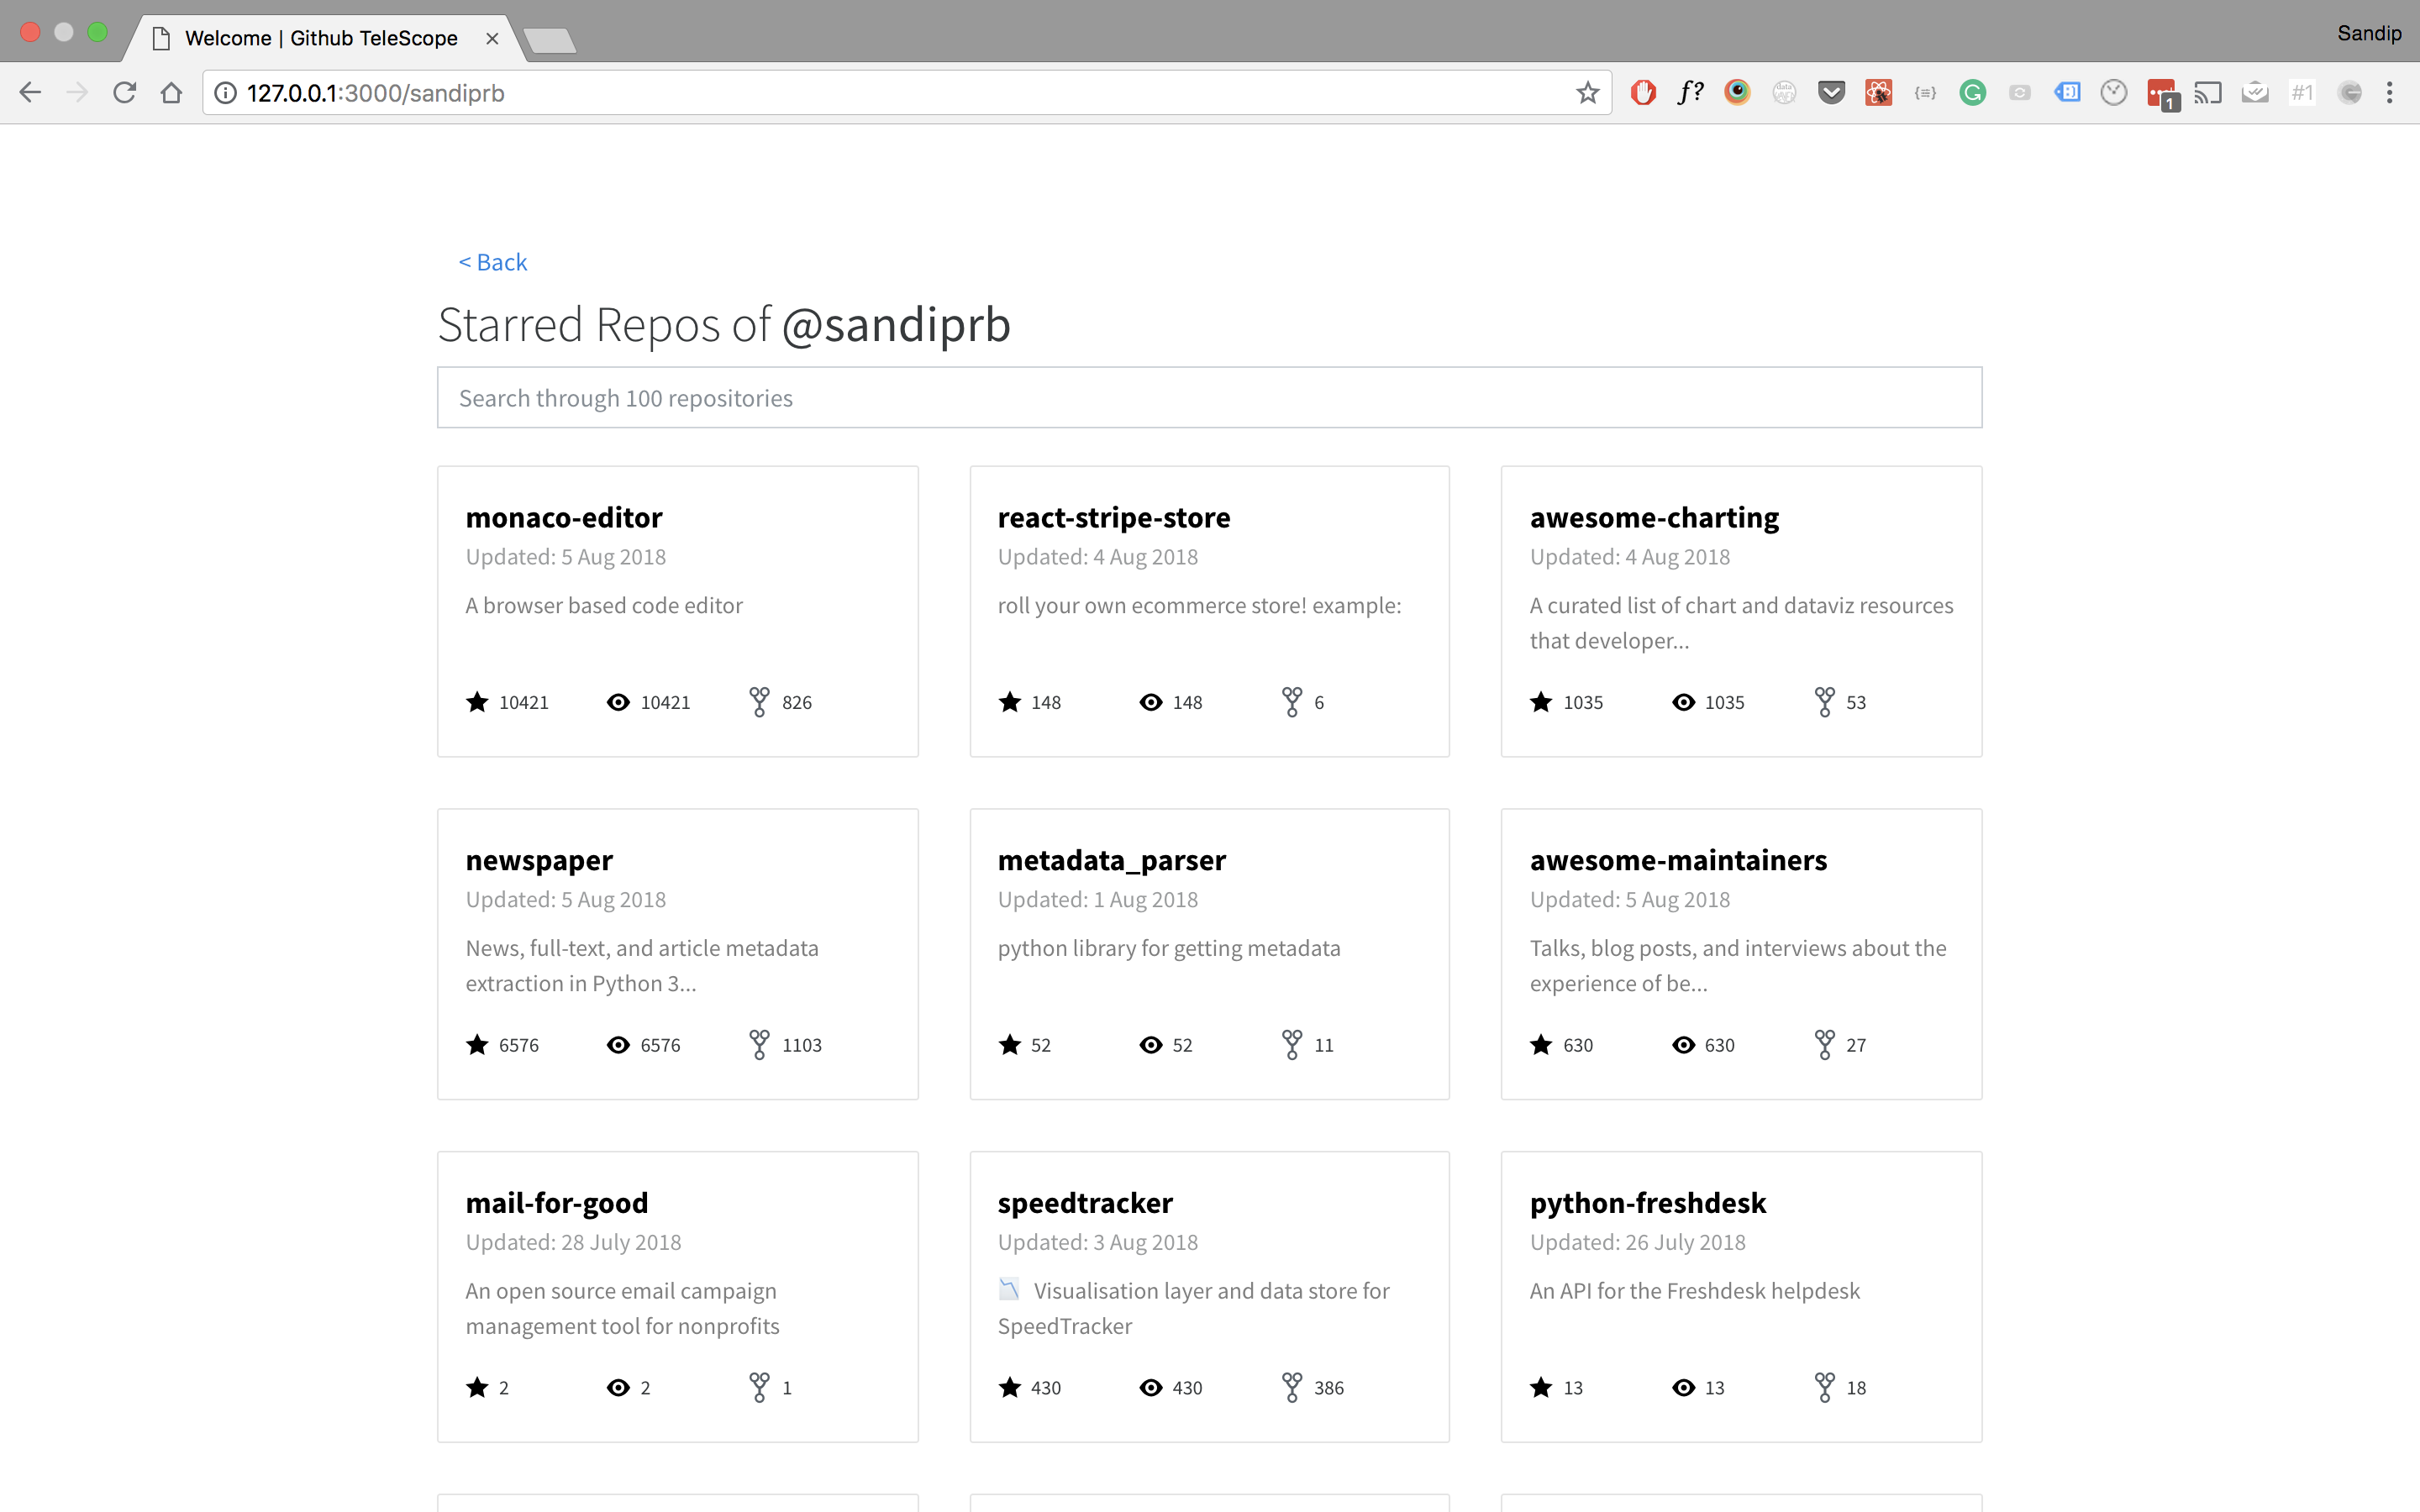 Welcome | Github TeleScope
Sandip
127.0.0.1:3000/sandiprb
f?
1
#1
< Back
Starred Repos of @sandiprb
Search through 100 repositories
monaco-editor
Updated: 5 Aug 2018
A browser based code editor
10421 10421 826
react-stripe-store
Updated: 4 Aug 2018
roll your own ecommerce store! example:
148 148 6
awesome-charting
Updated: 4 Aug 2018
A curated list of chart and dataviz resources
that developer...
1035 1035 53
newspaper
Updated: 5 Aug 2018
News, full-text, and article metadata
extraction in Python 3...
6576 6576 1103
metadata_parser
Updated: 1 Aug 2018
python library for getting metadata
52 52 11
awesome-maintainers
Updated: 5 Aug 2018
Talks, blog posts, and interviews about the
experience of be...
630 630 27
mail-for-good
Updated: 28 July 2018
An open source email campaign
management tool for nonprofits
2 2 1
speedtracker
Updated: 3 Aug 2018
Visualisation layer and data store for
SpeedTracker
430 430 386
python-freshdesk
Updated: 26 July 2018
An API for the Freshdesk helpdesk
13 13 18